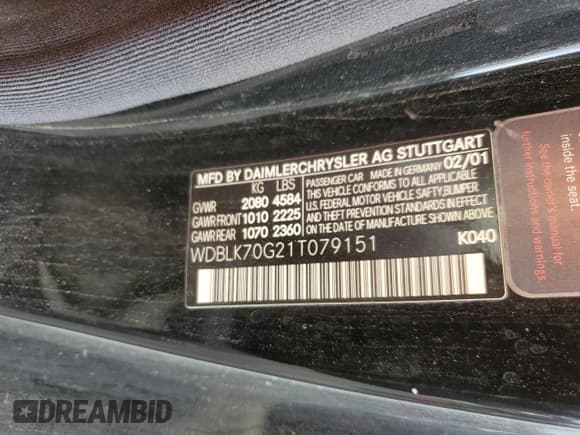 MFD BY DAIMLERCHRYSLER AG STUTTGART
KG LBS
GVWR 2080 4584
GAWR FRONT 1010 2225
GAWR REAR 1070 2360
PASSENGER CAR MADE IN GERMANY 02/01
THIS VEHICLE CONFORMS TO ALL APPLICABLE
U.S. FEDERAL MOTOR VEHICLE SAFETY, BUMPER
AND THEFT PREVENTION STANDARDS IN EFFECT
ON THE DATE OF MANUFACTURE SHOWN ABOVE.
WDBLK70G21T079151 K040
inside the seat.
See the owner's manual
further instructions and
more warnings.
DREAMBID